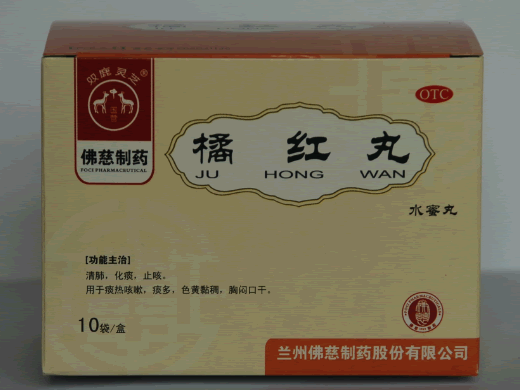 双鹿灵芝®
佛慈制药
FOCI PHARMACEUTICAL
OTC
橘红丸
JU HONG WAN
水蜜丸
【功能主治】
清肺，化痰，止咳。
用于痰热咳嗽，痰多，色黄黏稠，胸闷口干。
10袋/盒
兰州佛慈制药股份有限公司